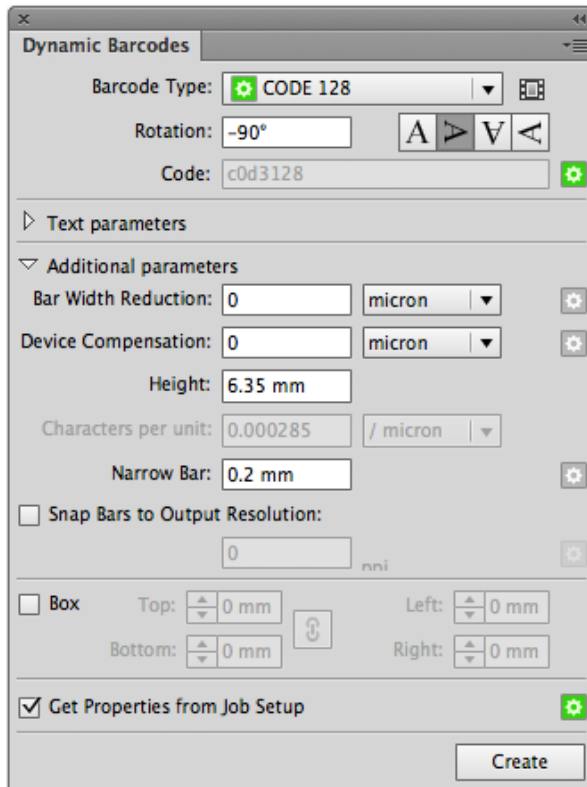 Dynamic Barcodes
Barcode Type: CODE 128
Rotation: -90° A A A A
Code: c0d3128
Text parameters
Additional parameters
Bar Width Reduction: 0 micron
Device Compensation: 0 micron
Height: 6.35 mm
Characters per unit: 0.000285 / micron
Narrow Bar: 0.2 mm
Snap Bars to Output Resolution:
0 ppi
Box Top: 0 mm Left: 0 mm
Bottom: 0 mm Right: 0 mm
Get Properties from Job Setup
Create